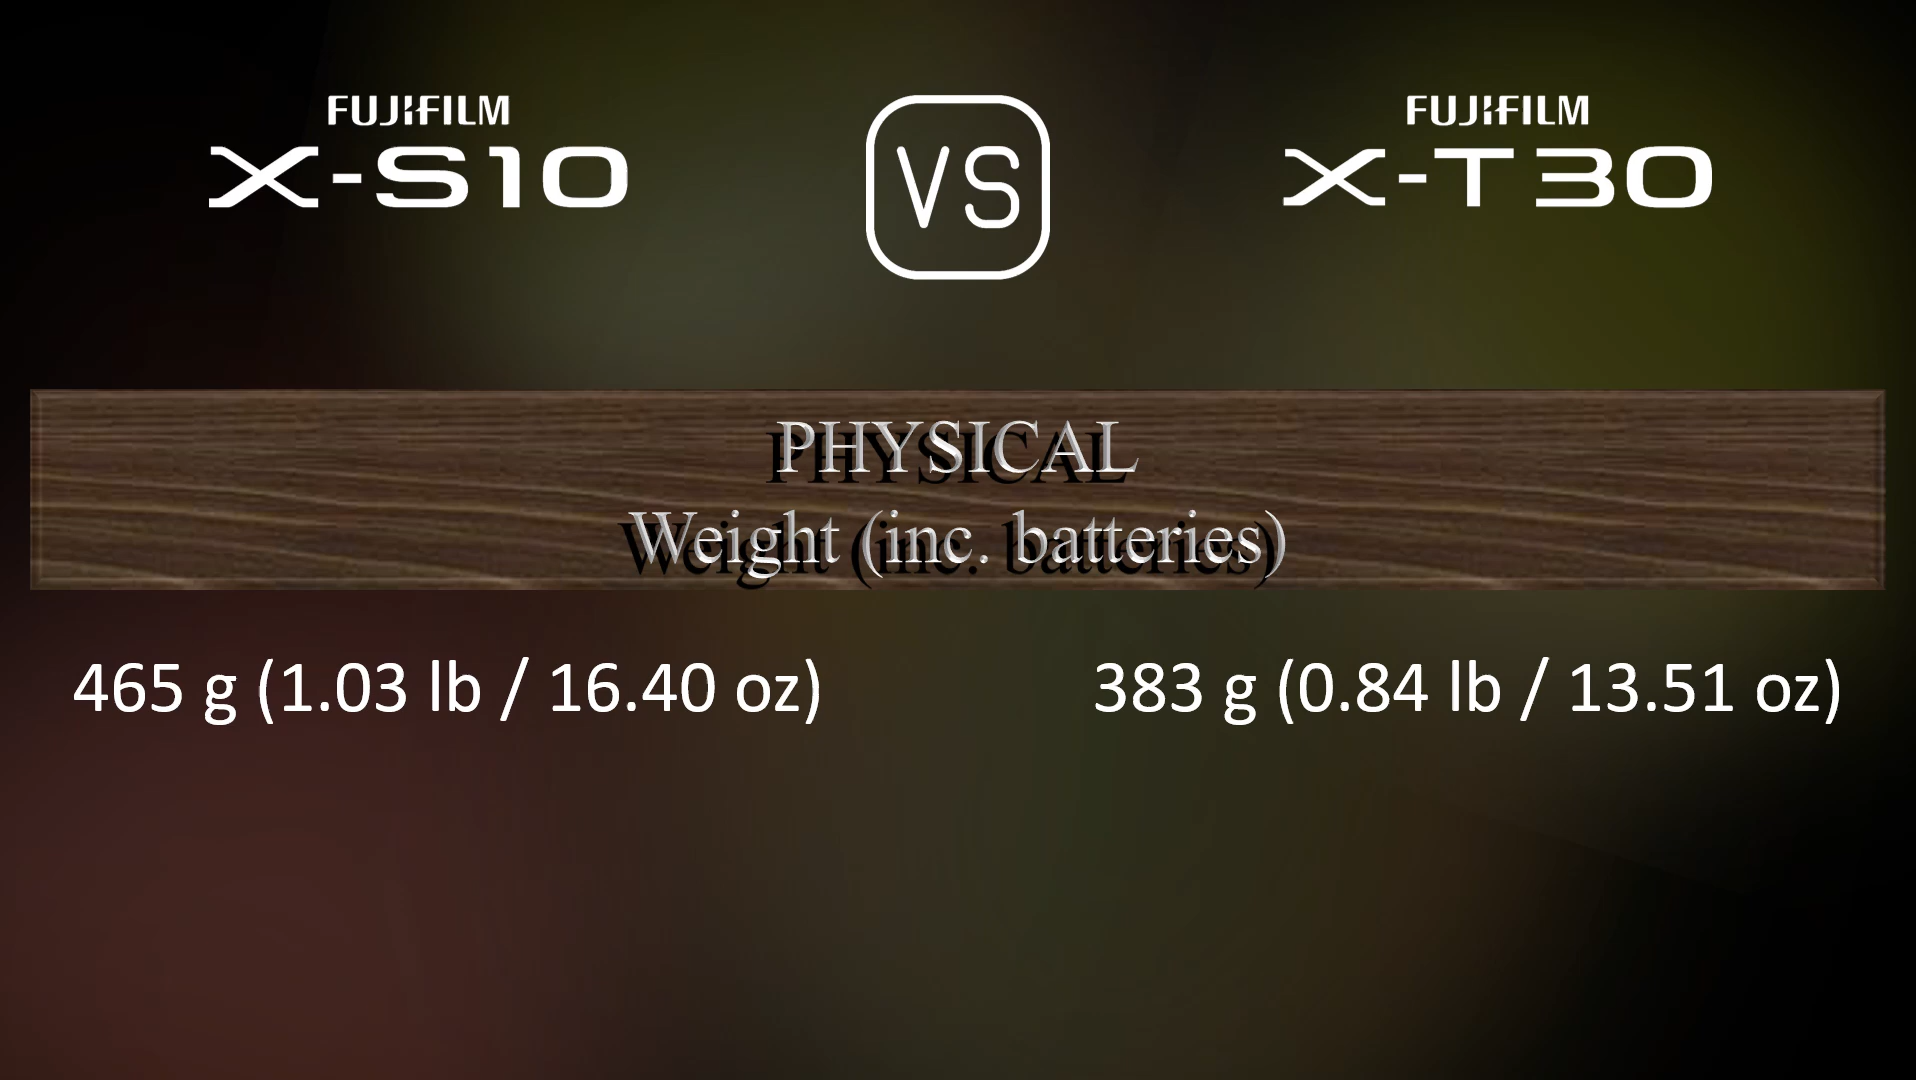 FUJIFILM
X-S10
VS
FUJIFILM
X-T30
PHYSICAL
Weight (inc. batteries)
465 g (1.03 lb / 16.40 oz)
383 g (0.84 lb / 13.51 oz)